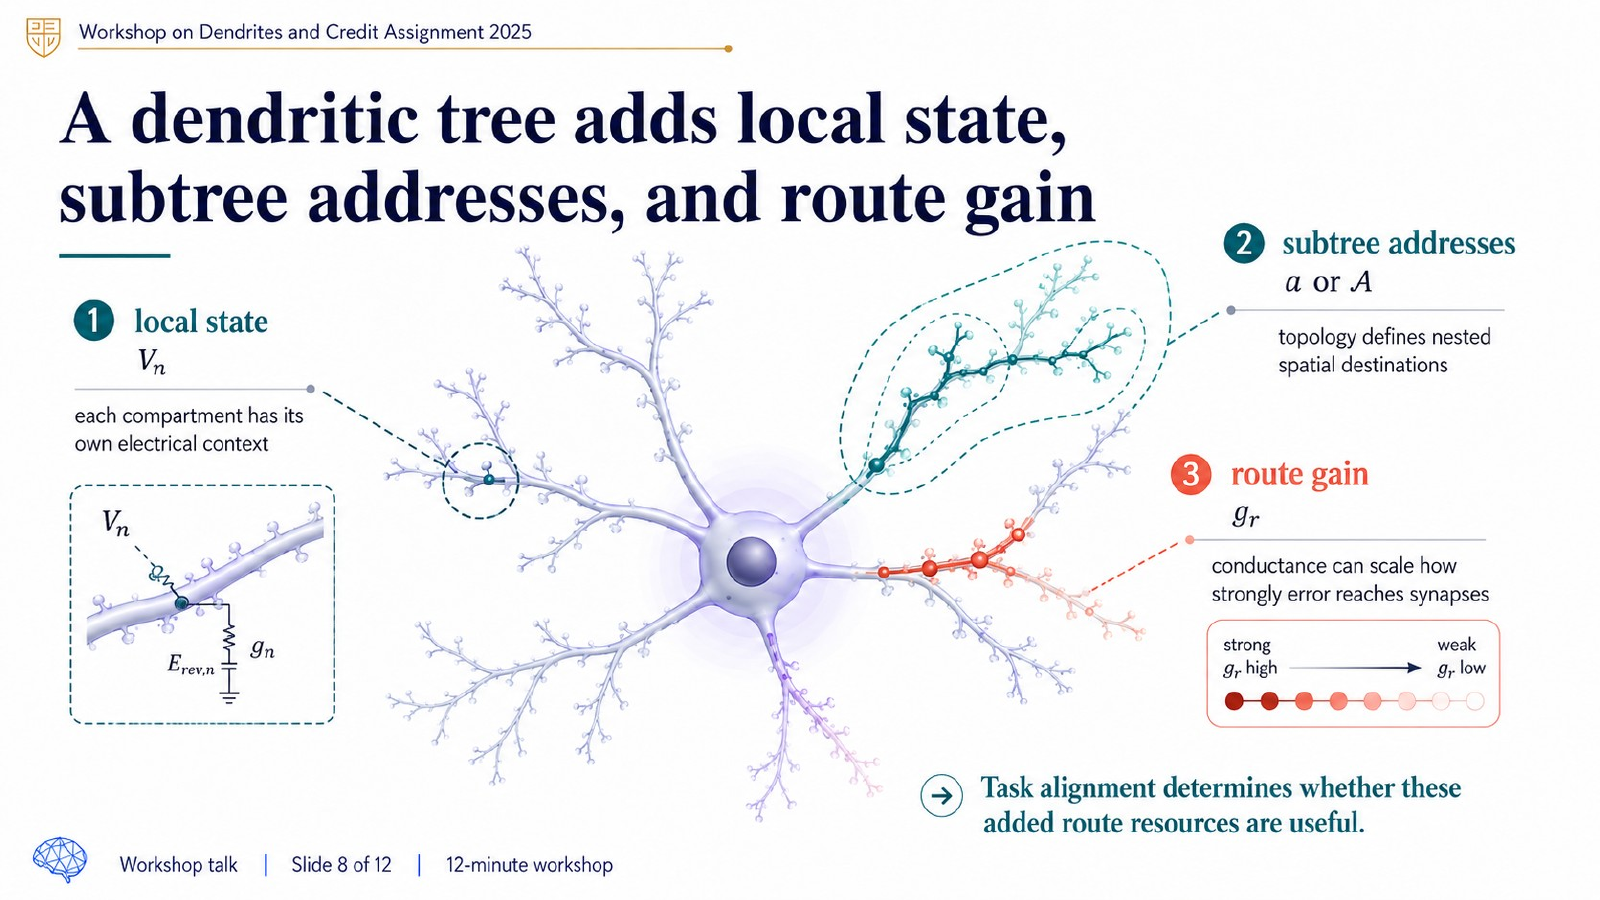 Workshop on Dendrites and Credit Assignment 2025
A dendritic tree adds local state,
subtree addresses, and route gain
1 local state
Vₙ
each compartment has its
own electrical context
Vₙ
gₙ
E_rev,n
2 subtree addresses
a or A
topology defines nested
spatial destinations
3 route gain
gᵣ
conductance can scale how
strongly error reaches synapses
strong
gᵣ high
weak
gᵣ low
Task alignment determines whether these
added route resources are useful.
Workshop talk | Slide 8 of 12 | 12-minute workshop